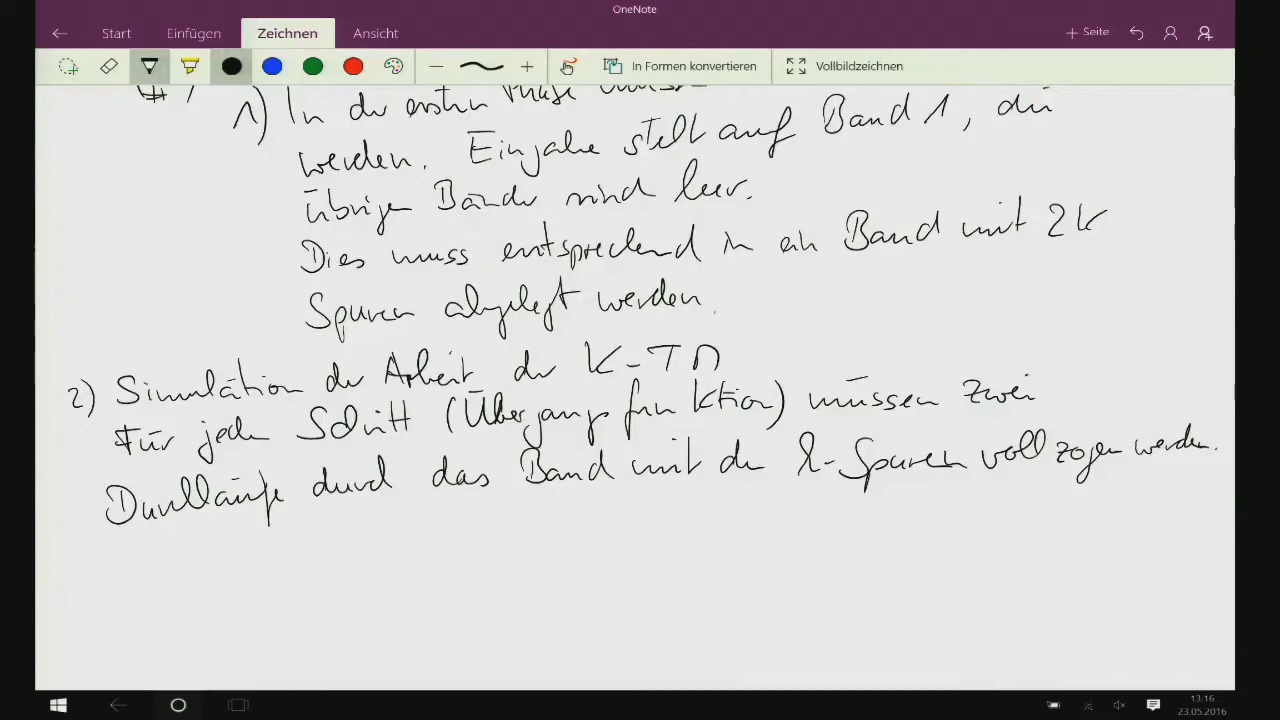 OneNote
Start Einfügen Zeichnen Ansicht
Seite
In Formen konvertieren Vollbildzeichnen
1) In der ersten Phase
werden. Eingabe steht auf Band 1, die
übrigen Bänder sind leer.
Dies muss entsprechend in ein Band mit 2k
Spuren abgelegt werden.
2) Simulation der Arbeit der k-TM
Für jeden Schritt (Übergangsfunktion) müssen zwei
Durchläufe durch das Band mit den 2-Spuren vollzogen werden.
13:16
23.05.2016